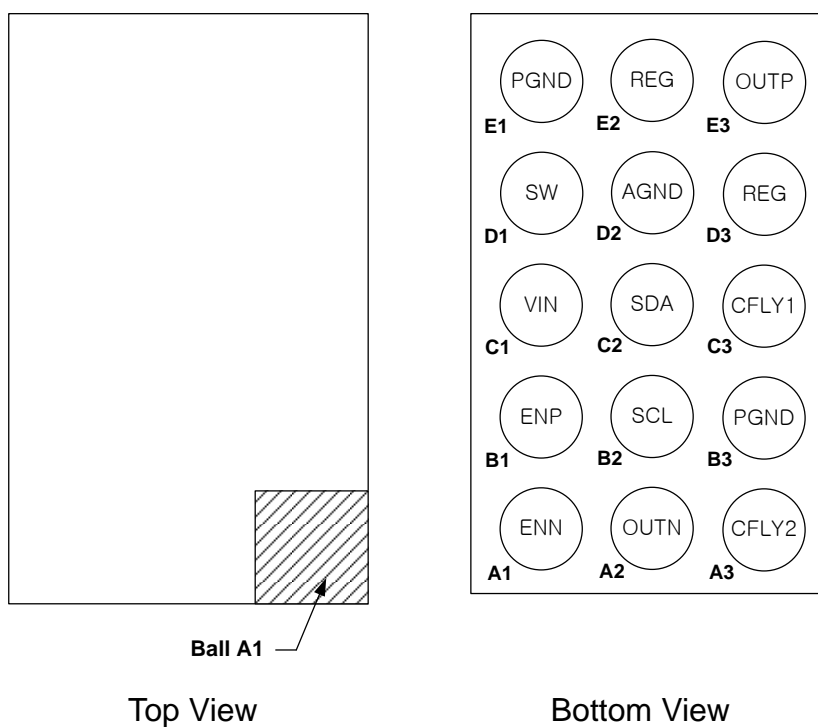 PGND REG OUTP
E1 E2 E3
SW AGND REG
D1 D2 D3
VIN SDA CFLY1
C1 C2 C3
ENP SCL PGND
B1 B2 B3
ENN OUTN CFLY2
A1 A2 A3
Ball A1
Top View
Bottom View